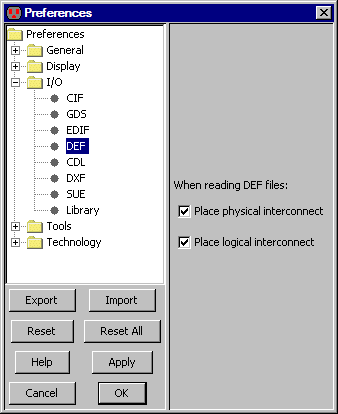 Preferences
Preferences
General
Display
I/O
CIF
GDS
EDIF
DEF
CDL
DXF
SUE
Library
Tools
Technology
When reading DEF files:
Place physical interconnect
Place logical interconnect
Export Import
Reset Reset All
Help Apply
Cancel OK